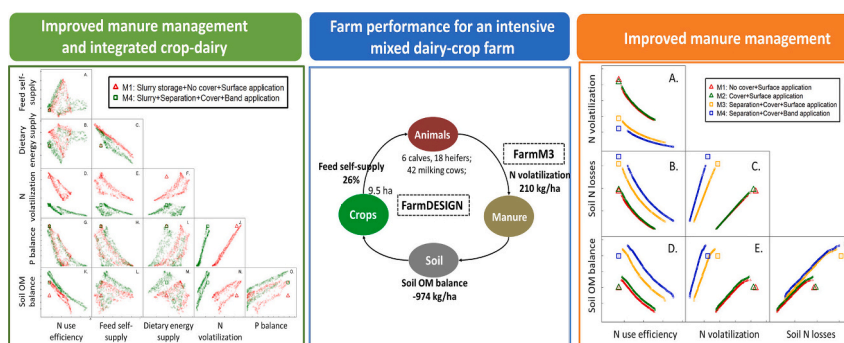 Improved manure management
and integrated crop-dairy
Farm performance for an intensive
mixed dairy-crop farm
Improved manure management
Feed self-
supply
Dietary
energy supply
N
volatilization
P balance
Soil OM
balance
M1: Slurry storage+No cover+Surface application
M4: Slurry+Separation+Cover+Band application
A.
B.
C.
D.
E.
F.
G.
H.
I.
J.
K.
L.
M.
N.
O.
N use
efficiency
Feed self-
supply
Dietary energy
supply
N
volatilization
P balance
Animals
6 calves, 18 heifers;
42 milking cows;
FarmM3
N volatilization
210 kg/ha
Feed self-supply
26%
9.5 ha
Crops
FarmDESIGN
Manure
Soil
Soil OM balance
-974 kg/ha
N volatilization
Soil N losses
Soil OM balance
A.
M1: No cover+Surface application
M2: Cover+Surface application
M3: Separation+Cover+Surface application
M4: Separation+Cover+Band application
B.
C.
D.
E.
N use efficiency
N volatilization
Soil N losses